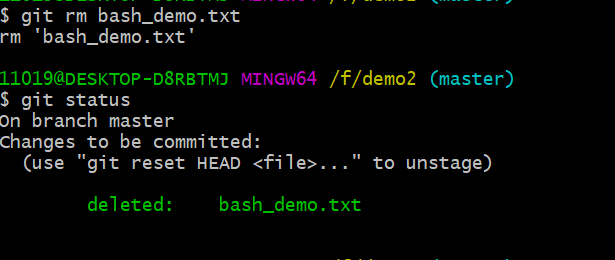 $ git rm bash_demo.txt
rm 'bash_demo.txt'
11019@DESKTOP-D8RBTMJ MINGW64 /f/demo2 (master)
$ git status
On branch master
Changes to be committed:
(use "git reset HEAD <file>..." to unstage)
deleted: bash_demo.txt